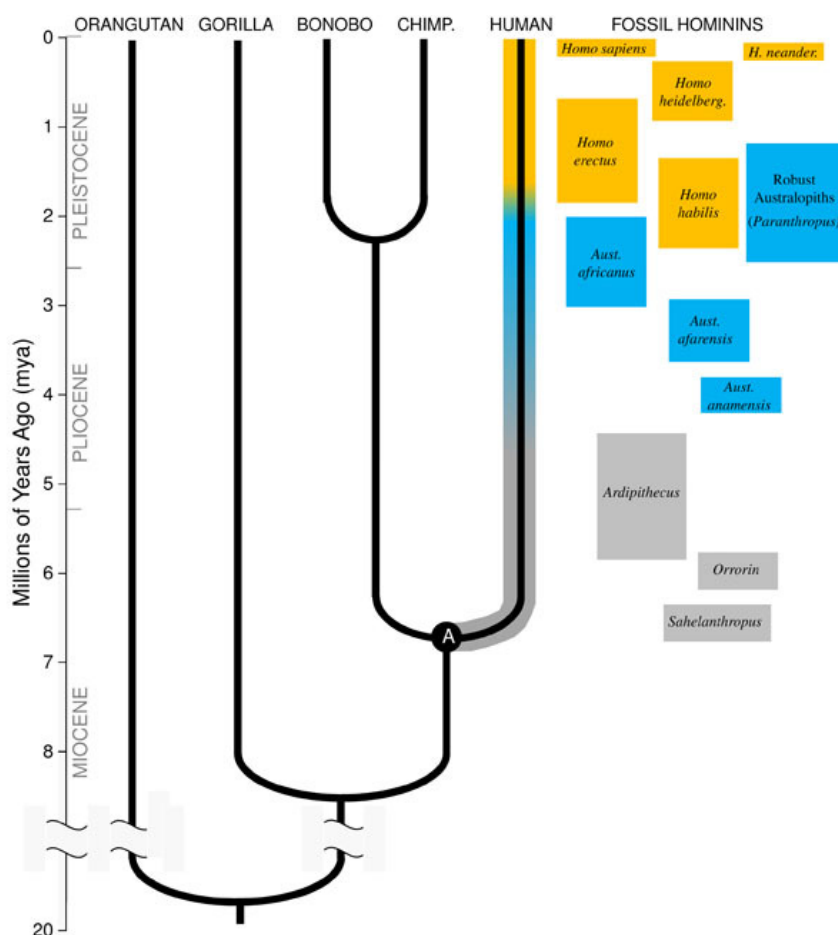 ORANGUTAN GORILLA BONOBO CHIMP. HUMAN FOSSIL HOMININS
0
Homo sapiens
H. neander.
Homo
heidelberg.
1
PLEISTOCENE
Homo
erectus
Robust
Australopiths
(Paranthropus)
Homo
habilis
2
Aust.
africanus
3
Aust.
afarensis
Millions of Years Ago (mya)
PLIOCENE
4
Aust.
anamensis
5
Ardipithecus
6
Orrorin
Sahelanthropus
A
7
MIOCENE
8
20